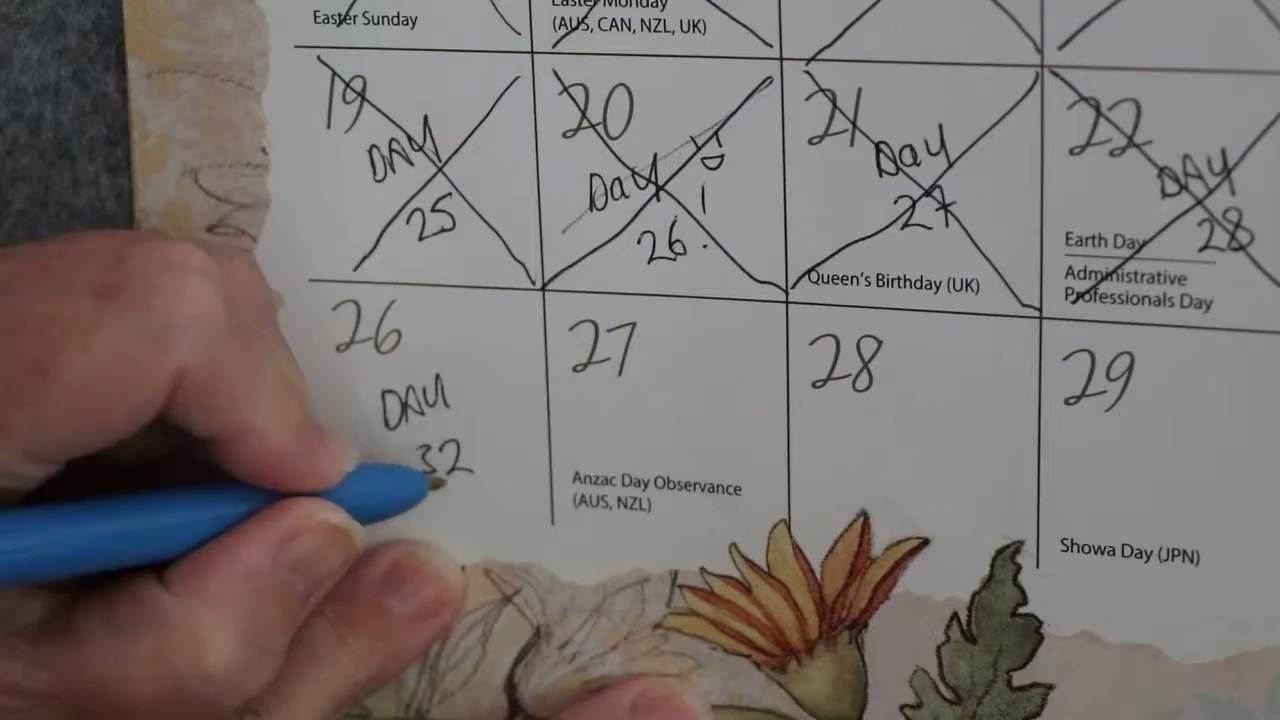 Easter Sunday
Easter Monday
(AUS, CAN, NZL, UK)
19
DAY
25
20
Day
26
21
Day
27
Queen's Birthday (UK)
22
DAY
28
Earth Day
Administrative
Professionals Day
26
DAY
32
27
Anzac Day Observance
(AUS, NZL)
28
29
Showa Day (JPN)